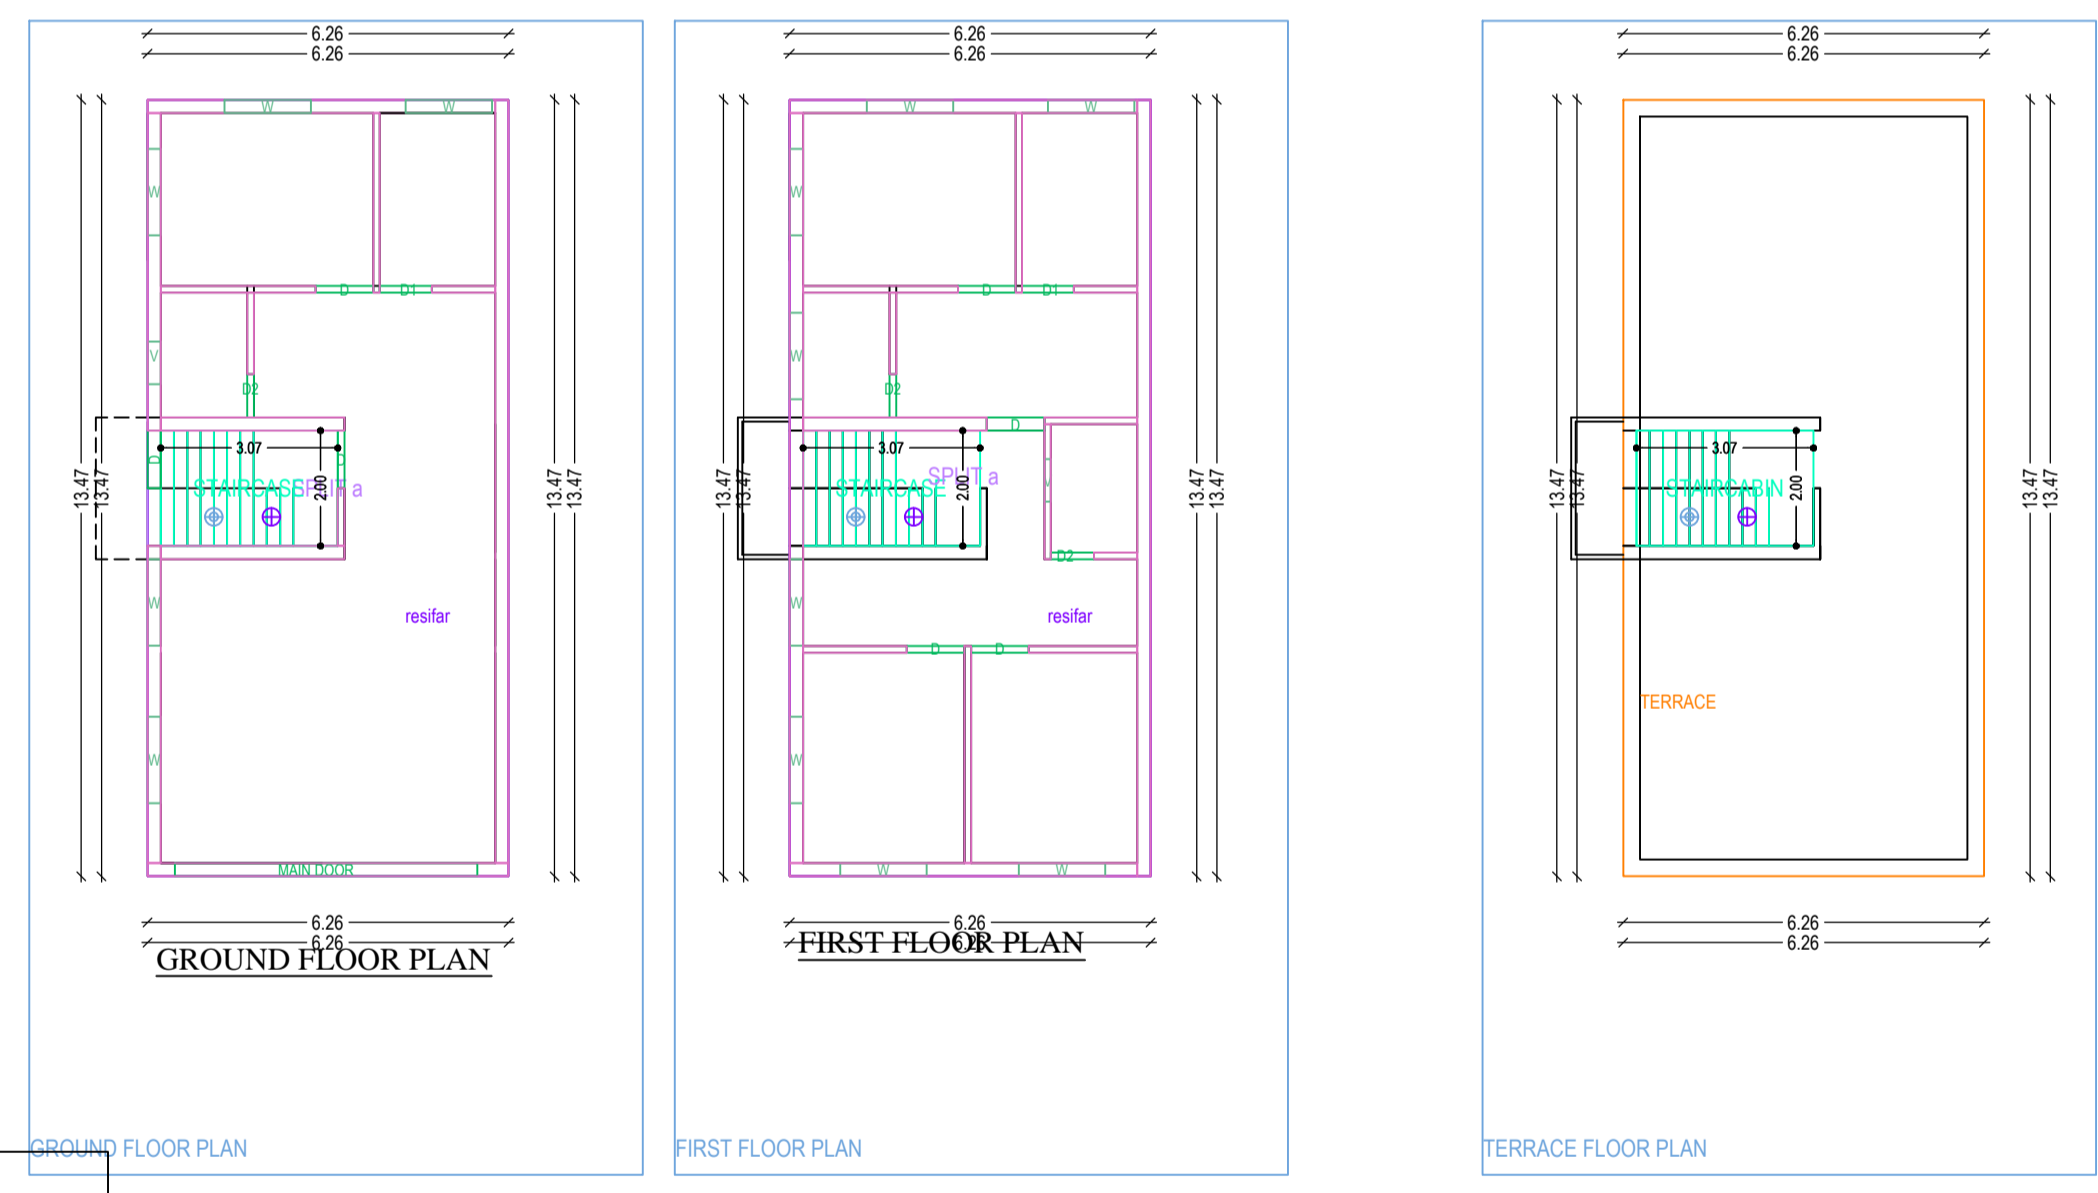 6.26
6.26
W
W
W
D
D1
V
D2
13.47
13.47
D
3.07
D
STAIRCASE
SPLIT a
2.00
13.47
13.47
W
resifar
W
MAIN DOOR
6.26
6.26
GROUND FLOOR PLAN
GROUND FLOOR PLAN
6.26
6.26
W
W
W
D
D1
W
D2
D
13.47
13.47
3.07
SPLIT a
STAIRCASE
2.00
V
13.47
13.47
D2
W
resifar
D
D
W
W
W
6.26
6.26
FIRST FLOOR PLAN
FIRST FLOOR PLAN
6.26
6.26
13.47
13.47
3.07
STAIRCABIN
2.00
13.47
13.47
TERRACE
6.26
6.26
TERRACE FLOOR PLAN